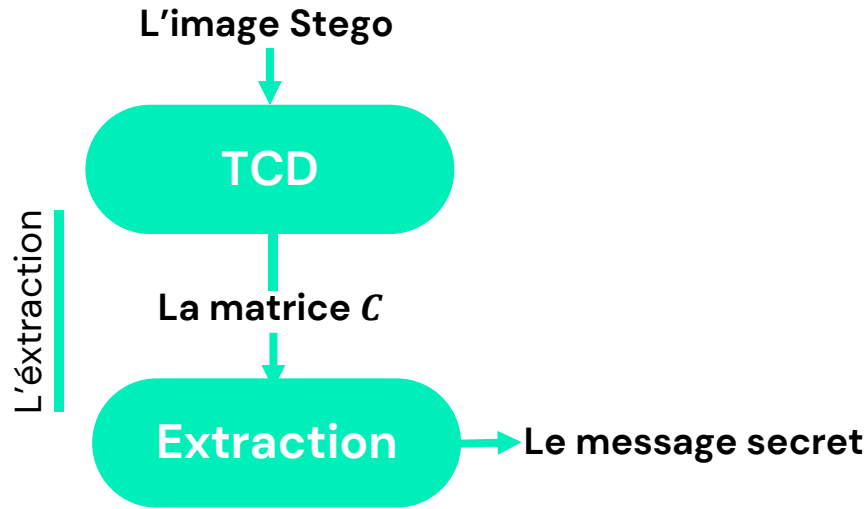 L'image Stego
TCD
L'éxtraction
La matrice C
Extraction
Le message secret